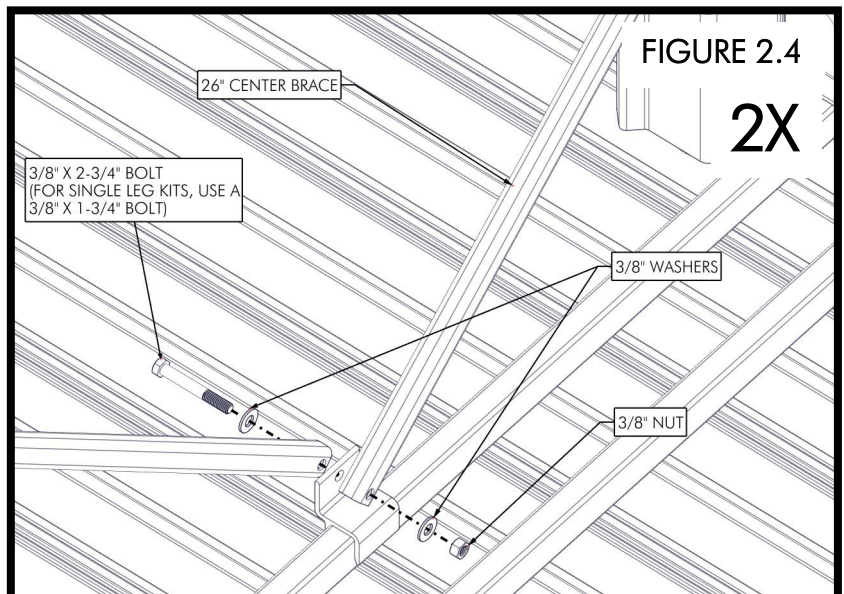 FIGURE 2.4
2X
26" CENTER BRACE
3/8" X 2-3/4" BOLT
(FOR SINGLE LEG KITS, USE A
3/8" X 1-3/4" BOLT)
3/8" WASHERS
3/8" NUT